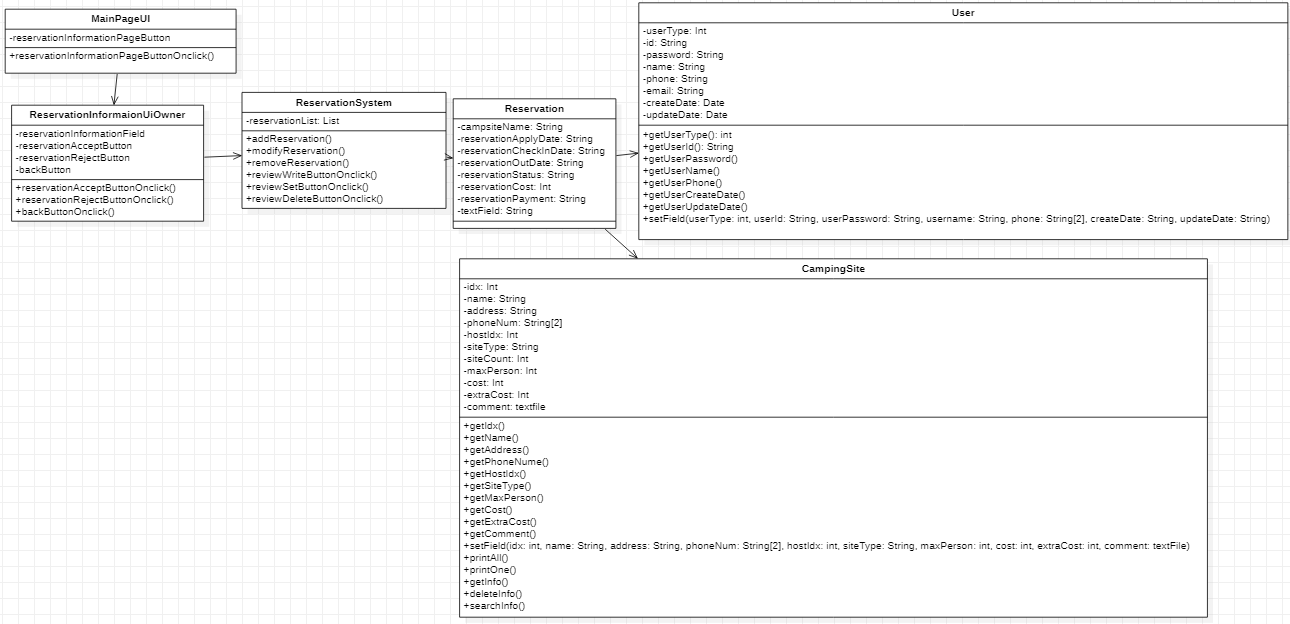 MainPageUI
-reservationInformationPageButton
+reservationInformationPageButtonOnclick()
ReservationInformaionUiOwner
-reservationInformationField
-reservationAcceptButton
-reservationRejectButton
-backButton
+reservationAcceptButtonOnclick()
+reservationRejectButtonOnclick()
+backButtonOnclick()
ReservationSystem
-reservationList: List
+addReservation()
+modifyReservation()
+removeReservation()
+reviewWriteButtonOnclick()
+reviewSetButtonOnclick()
+reviewDeleteButtonOnclick()
Reservation
-campsiteName: String
-reservationApplyDate: String
-reservationCheckInDate: String
-reservationOutDate: String
-reservationStatus: String
-reservationCost: Int
-reservationPayment: String
-textField: String
User
-userType: Int
-id: String
-password: String
-name: String
-phone: String
-email: String
-createDate: Date
-updateDate: Date
+getUserType(): int
+getUserId(): String
+getUserPassword()
+getUserName()
+getUserPhone()
+getUserCreateDate()
+getUserUpdateDate()
+setField(userType: int, userId: String, userPassword: String, username: String, phone: String[2], createDate: String, updateDate: String)
CampingSite
-idx: Int
-name: String
-address: String
-phoneNum: String[2]
-hostIdx: Int
-siteType: String
-siteCount: Int
-maxPerson: Int
-cost: Int
-extraCost: Int
-comment: textfile
+getIdx()
+getName()
+getAddress()
+getPhoneNume()
+getHostIdx()
+getSiteType()
+getMaxPerson()
+getCost()
+getExtraCost()
+getComment()
+setField(idx: int, name: String, address: String, phoneNum: String[2], hostIdx: int, siteType: String, maxPerson: int, cost: int, extraCost: int, comment: textFile)
+printAll()
+printOne()
+getInfo()
+deleteInfo()
+searchInfo()